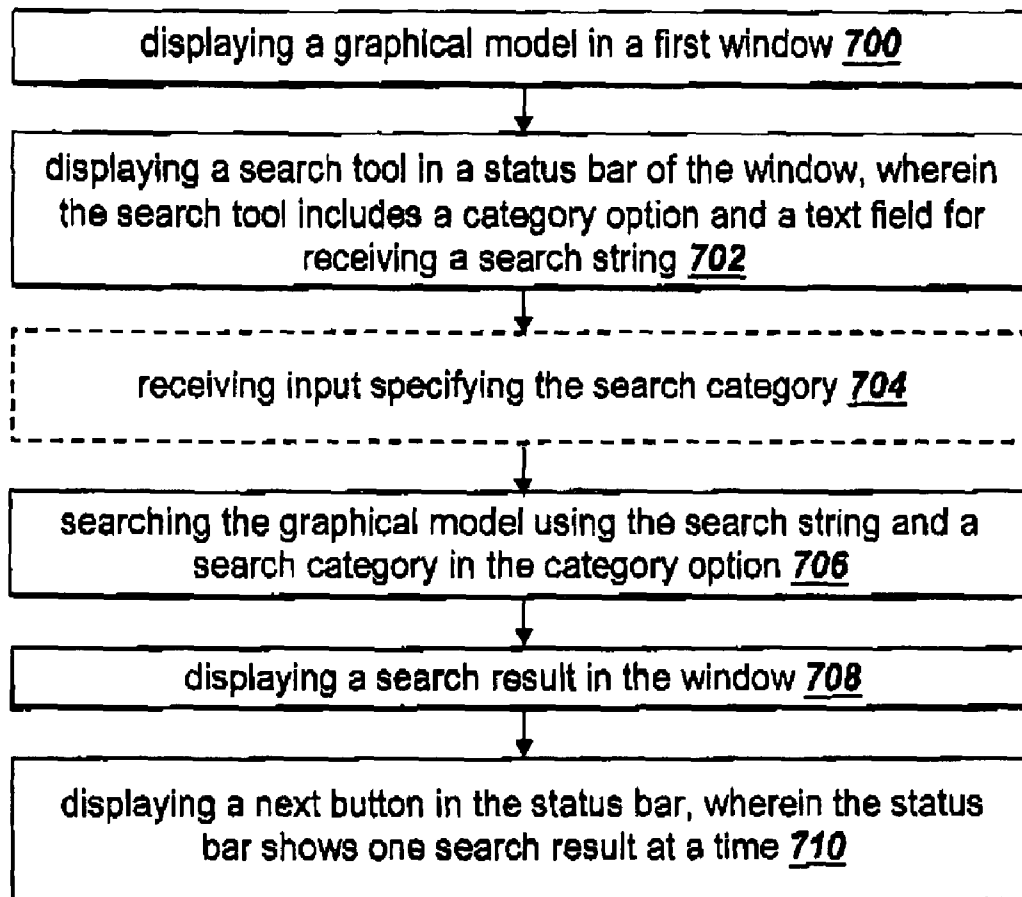 displaying a graphical model in a first window 700
displaying a search tool in a status bar of the window, wherein
the search tool includes a category option and a text field for
receiving a search string 702
receiving input specifying the search category 704
searching the graphical model using the search string and a
search category in the category option 706
displaying a search result in the window 708
displaying a next button in the status bar, wherein the status
bar shows one search result at a time 710